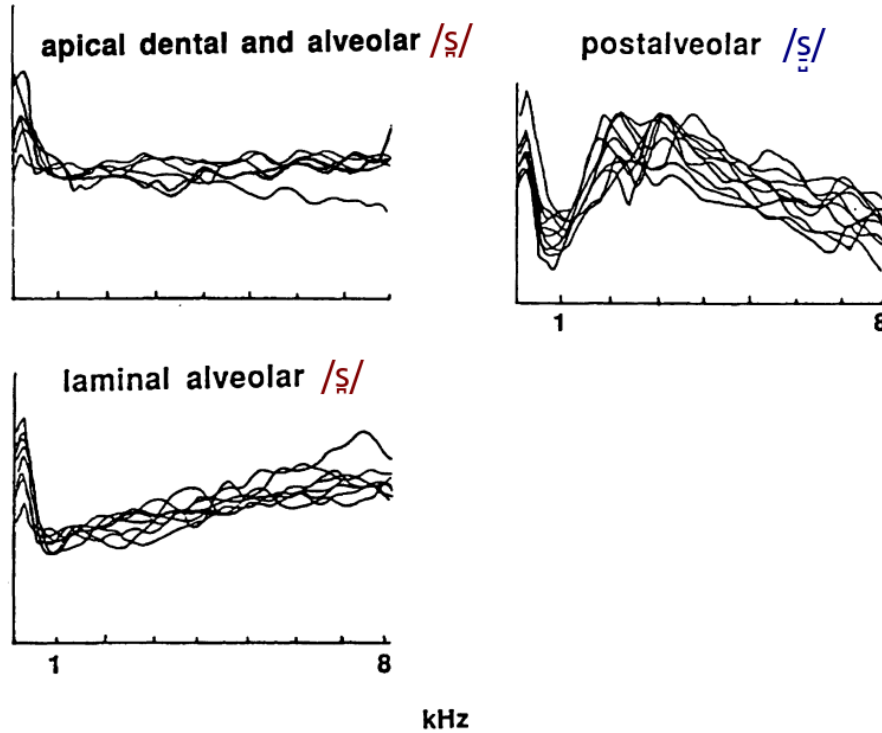 apical dental and alveolar /s̪/
postalveolar /s̠̺/
1 8
laminal alveolar /s̪/
1 8
kHz